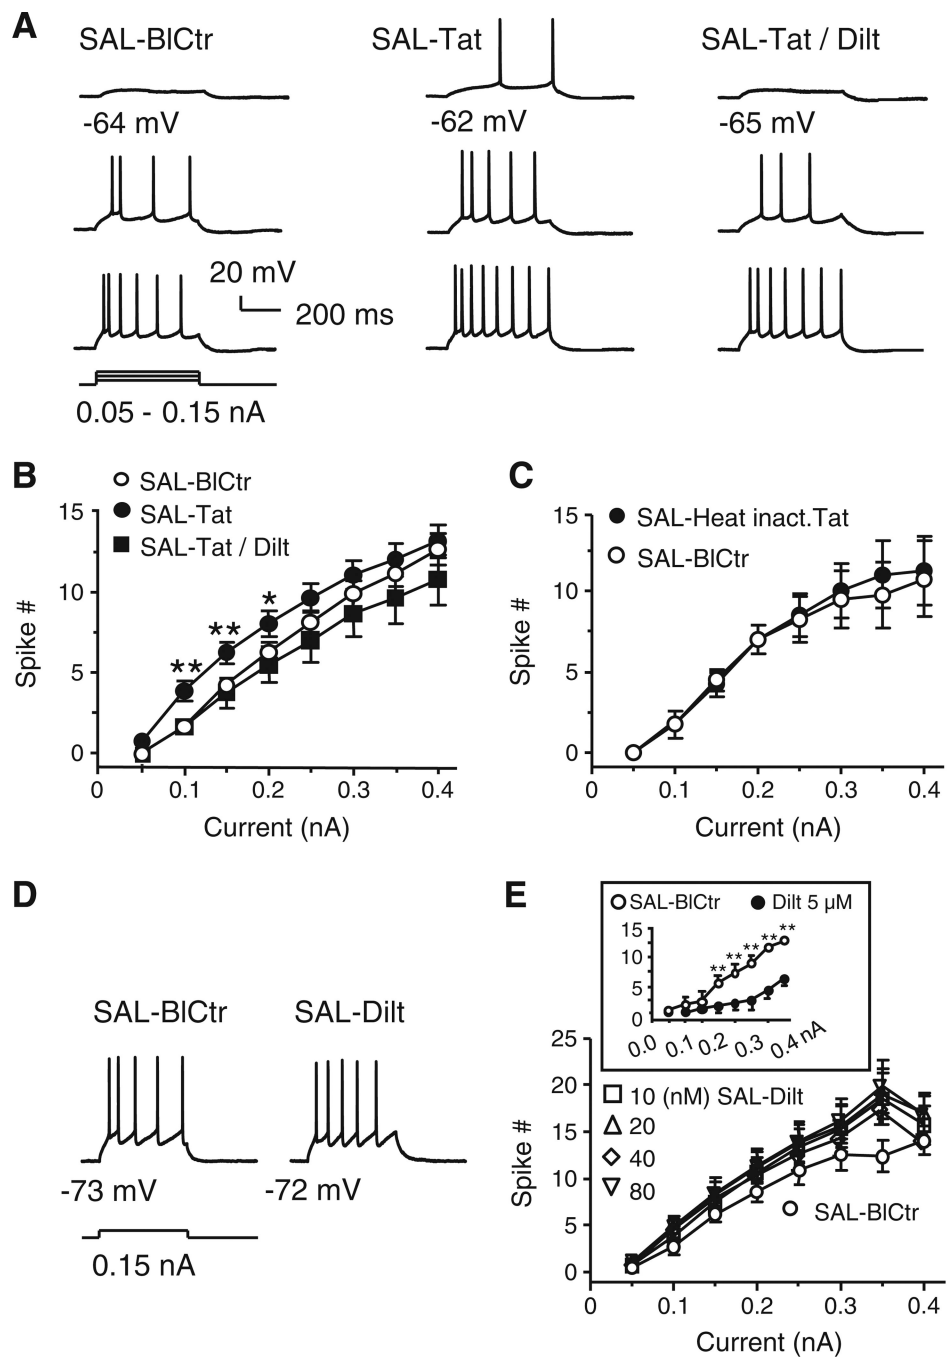 A
SAL-BlCtr
SAL-Tat
SAL-Tat / Dilt
-64 mV
-62 mV
-65 mV
20 mV
200 ms
0.05 - 0.15 nA
B
SAL-BlCtr
SAL-Tat
SAL-Tat / Dilt
15
10
5
0
Spike #
**
**
*
0
0.1
0.2
0.3
0.4
Current (nA)
C
SAL-Heat inact.Tat
SAL-BlCtr
15
10
5
0
Spike #
0
0.1
0.2
0.3
0.4
Current (nA)
D
SAL-BlCtr
SAL-Dilt
-73 mV
-72 mV
0.15 nA
E
SAL-BlCtr
Dilt 5 µM
15
10
5
0
**
**
**
**
**
0.0
0.1
0.2
0.3
0.4 nA
25
20
15
10
5
0
Spike #
10 (nM) SAL-Dilt
20
40
80
SAL-BlCtr
0
0.1
0.2
0.3
0.4
Current (nA)